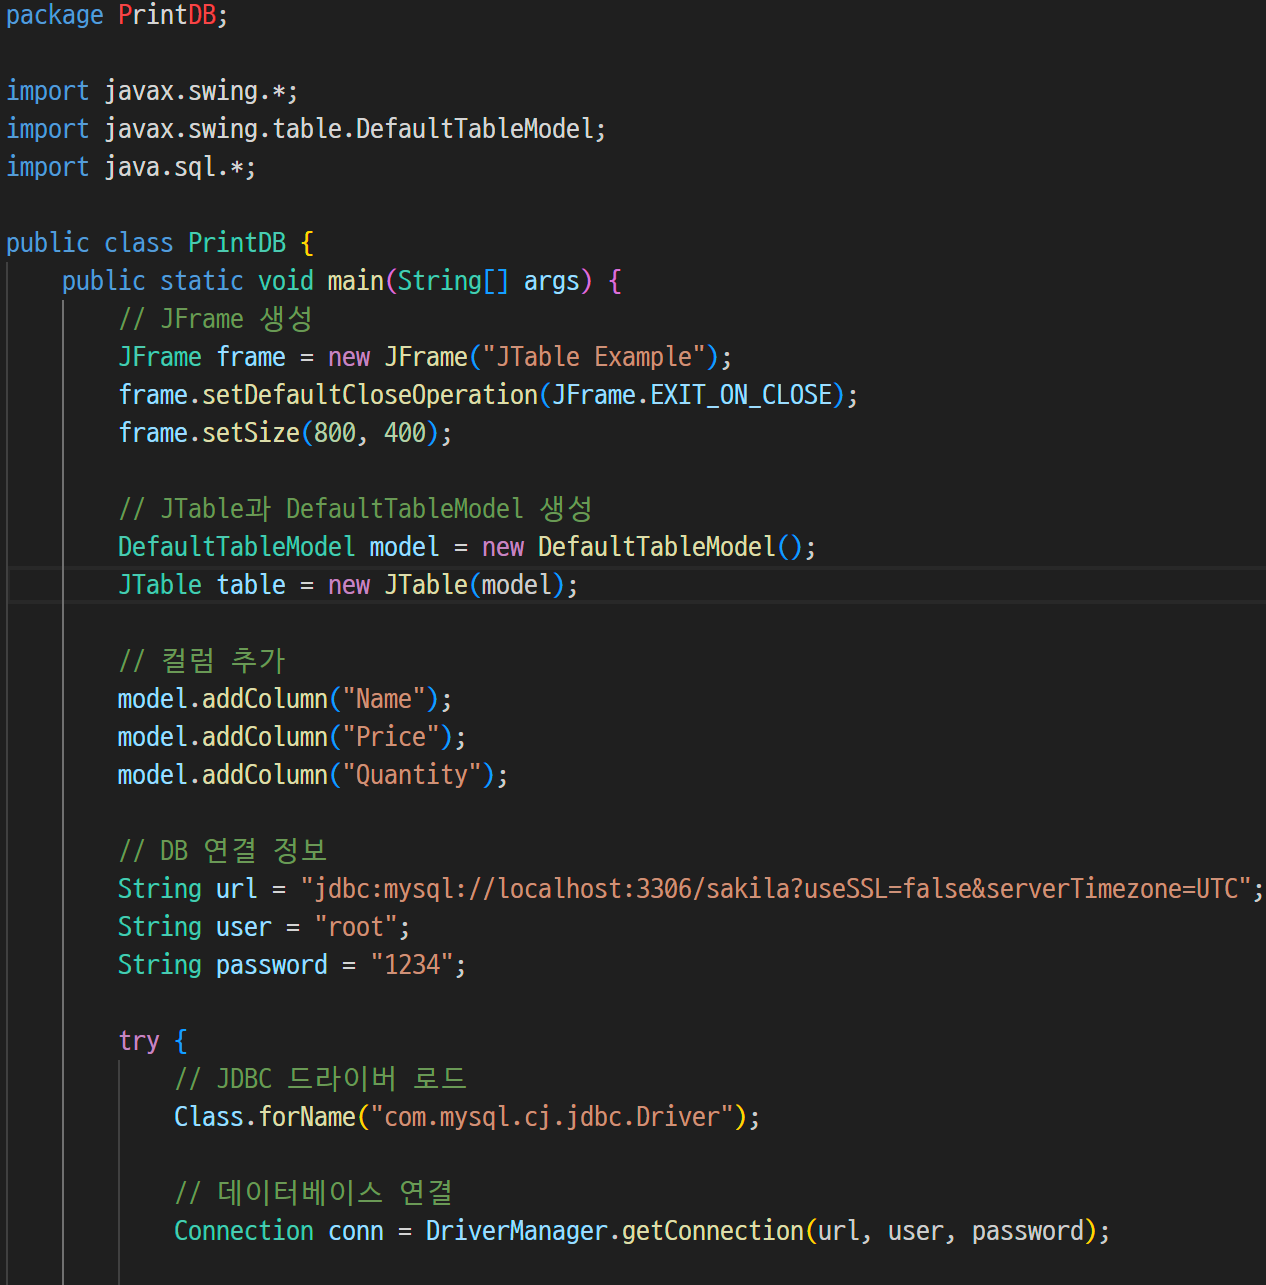 package PrintDB;
import javax.swing.*;
import javax.swing.table.DefaultTableModel;
import java.sql.*;
public class PrintDB {
public static void main(String[] args) {
// JFrame 생성
JFrame frame = new JFrame("JTable Example");
frame.setDefaultCloseOperation(JFrame.EXIT_ON_CLOSE);
frame.setSize(800, 400);
// JTable과 DefaultTableModel 생성
DefaultTableModel model = new DefaultTableModel();
JTable table = new JTable(model);
// 컬럼 추가
model.addColumn("Name");
model.addColumn("Price");
model.addColumn("Quantity");
// DB 연결 정보
String url = "jdbc:mysql://localhost:3306/sakila?useSSL=false&serverTimezone=UTC";
String user = "root";
String password = "1234";
try {
// JDBC 드라이버 로드
Class.forName("com.mysql.cj.jdbc.Driver");
// 데이터베이스 연결
Connection conn = DriverManager.getConnection(url, user, password);